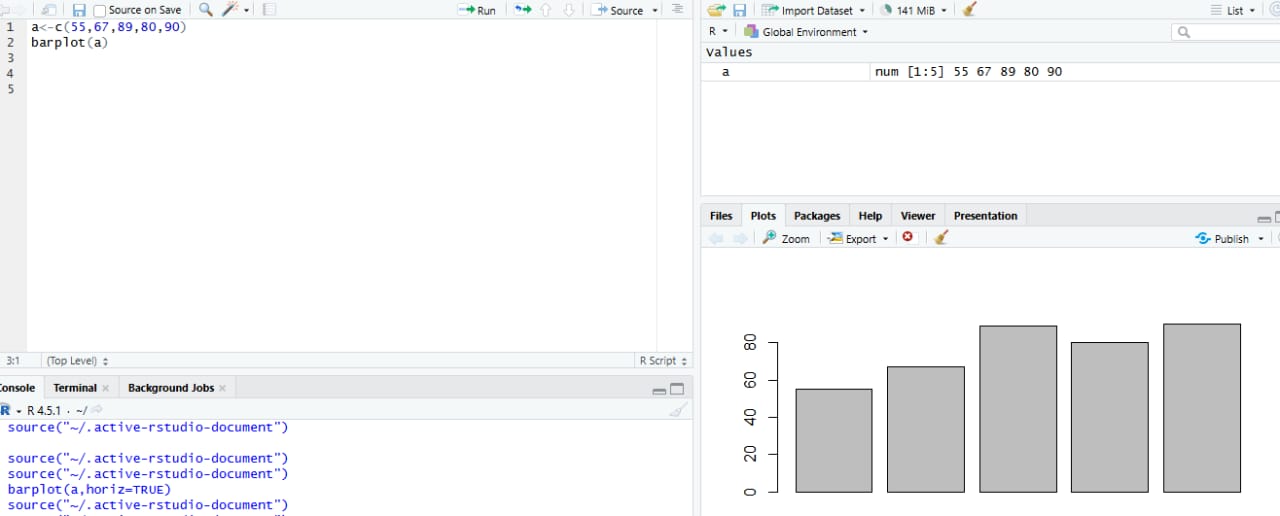 Source on Save
Run
Source
1 a<-c(55,67,89,80,90)
2 barplot(a)
3
4
5
3:1 (Top Level) R Script
Console Terminal × Background Jobs ×
R R 4.5.1 · ~/
source("~/.active-rstudio-document")
source("~/.active-rstudio-document")
source("~/.active-rstudio-document")
barplot(a,horiz=TRUE)
source("~/.active-rstudio-document")
Import Dataset 141 MiB List
R Global Environment
Values
a num [1:5] 55 67 89 80 90
Files Plots Packages Help Viewer Presentation
Zoom Export Publish
80
60
40
20
0